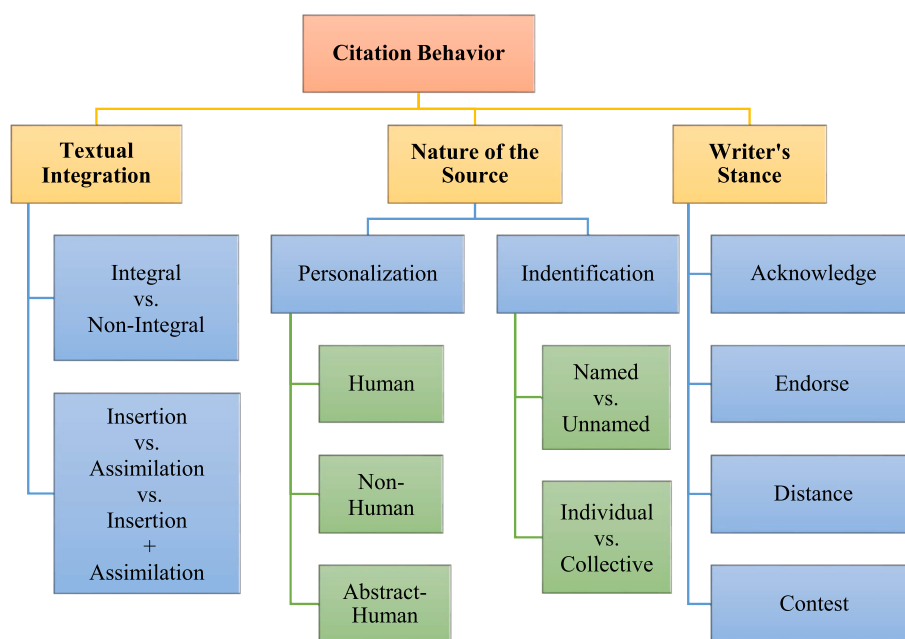 Citation Behavior
Textual
Integration
Integral
vs.
Non-Integral
Insertion
vs.
Assimilation
vs.
Insertion
+
Assimilation
Nature of the
Source
Personalization
Human
Non-
Human
Abstract-
Human
Indentification
Named
vs.
Unnamed
Individual
vs.
Collective
Writer's
Stance
Acknowledge
Endorse
Distance
Contest